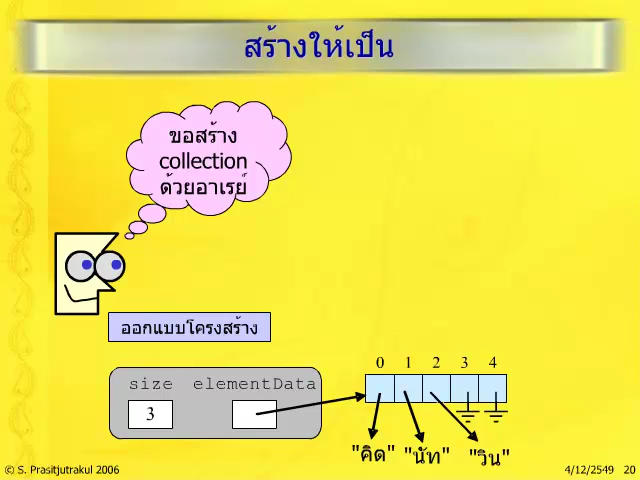 สร้างให้เป็น
ขอสร้าง
collection
ด้วยอาเรย์
ออกแบบโครงสร้าง
size elementData
3
0 1 2 3 4
"คิด" "นัท" "วิน"
© S. Prasitjutrakul 2006
4/12/2549 20